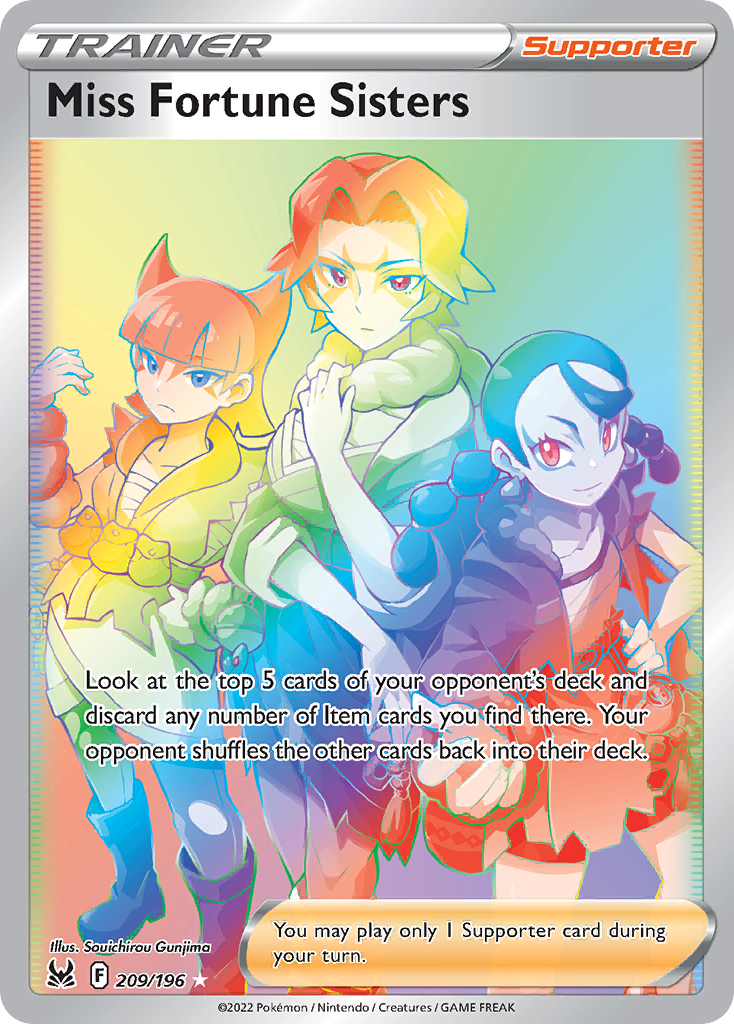 TRAINER
Supporter
Miss Fortune Sisters
Look at the top 5 cards of your opponent's deck and
discard any number of Item cards you find there. Your
opponent shuffles the other cards back into their deck.
Illus. Souichirou Gunjima
You may play only 1 Supporter card during
your turn.
F 209/196 ★
©2022 Pokémon / Nintendo / Creatures / GAME FREAK